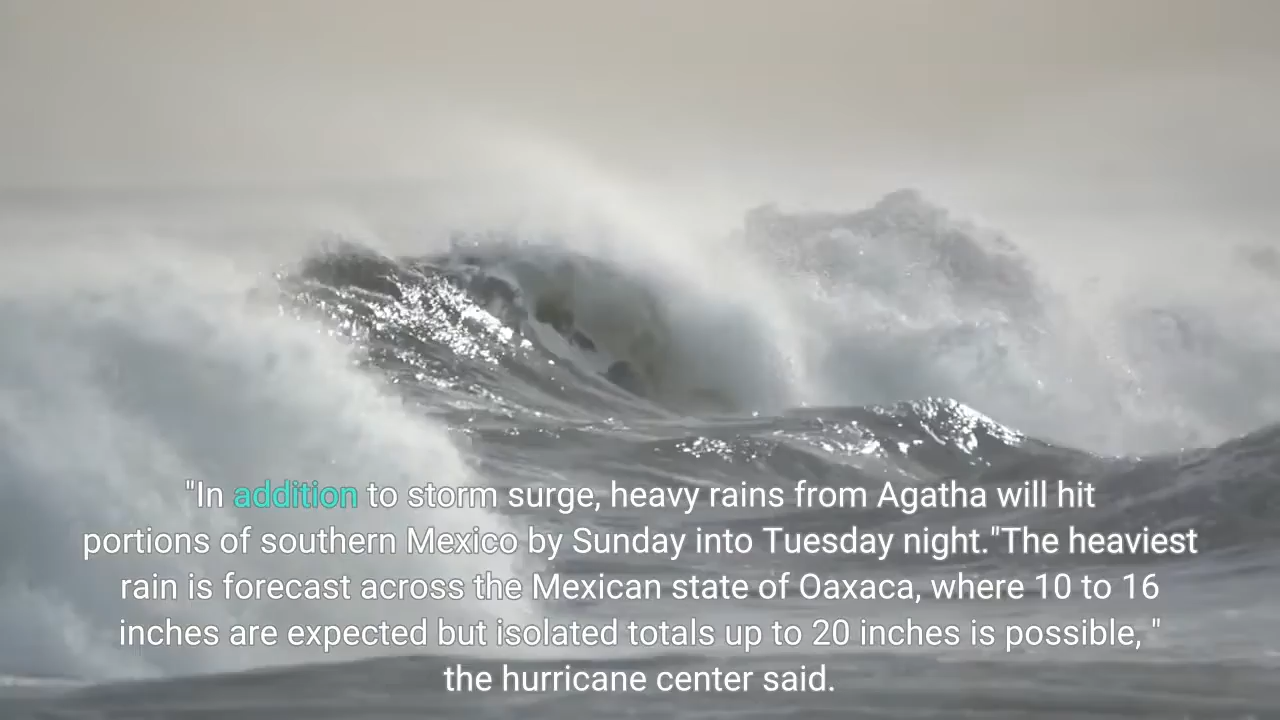 "In addition to storm surge, heavy rains from Agatha will hit
portions of southern Mexico by Sunday into Tuesday night."The heaviest
rain is forecast across the Mexican state of Oaxaca, where 10 to 16
inches are expected but isolated totals up to 20 inches is possible, "
the hurricane center said.